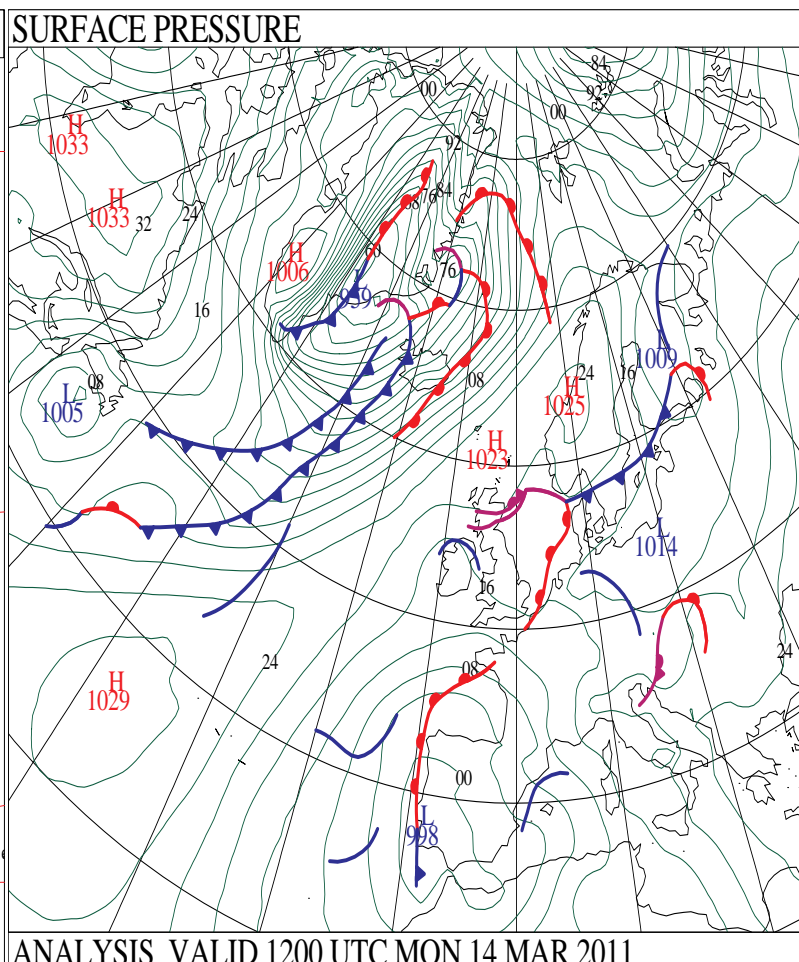 SURFACE PRESSURE
84
92
00
00
H
1033
92
H
1033
32
24
84
76
68
H
1006
60
76
L
959
16
L
1009
08
L
1005
08
24
16
H
1025
H
1023
L
1014
16
24
24
08
H
1029
00
L
998
ANALYSIS VALID 1200 UTC MON 14 MAR 2011